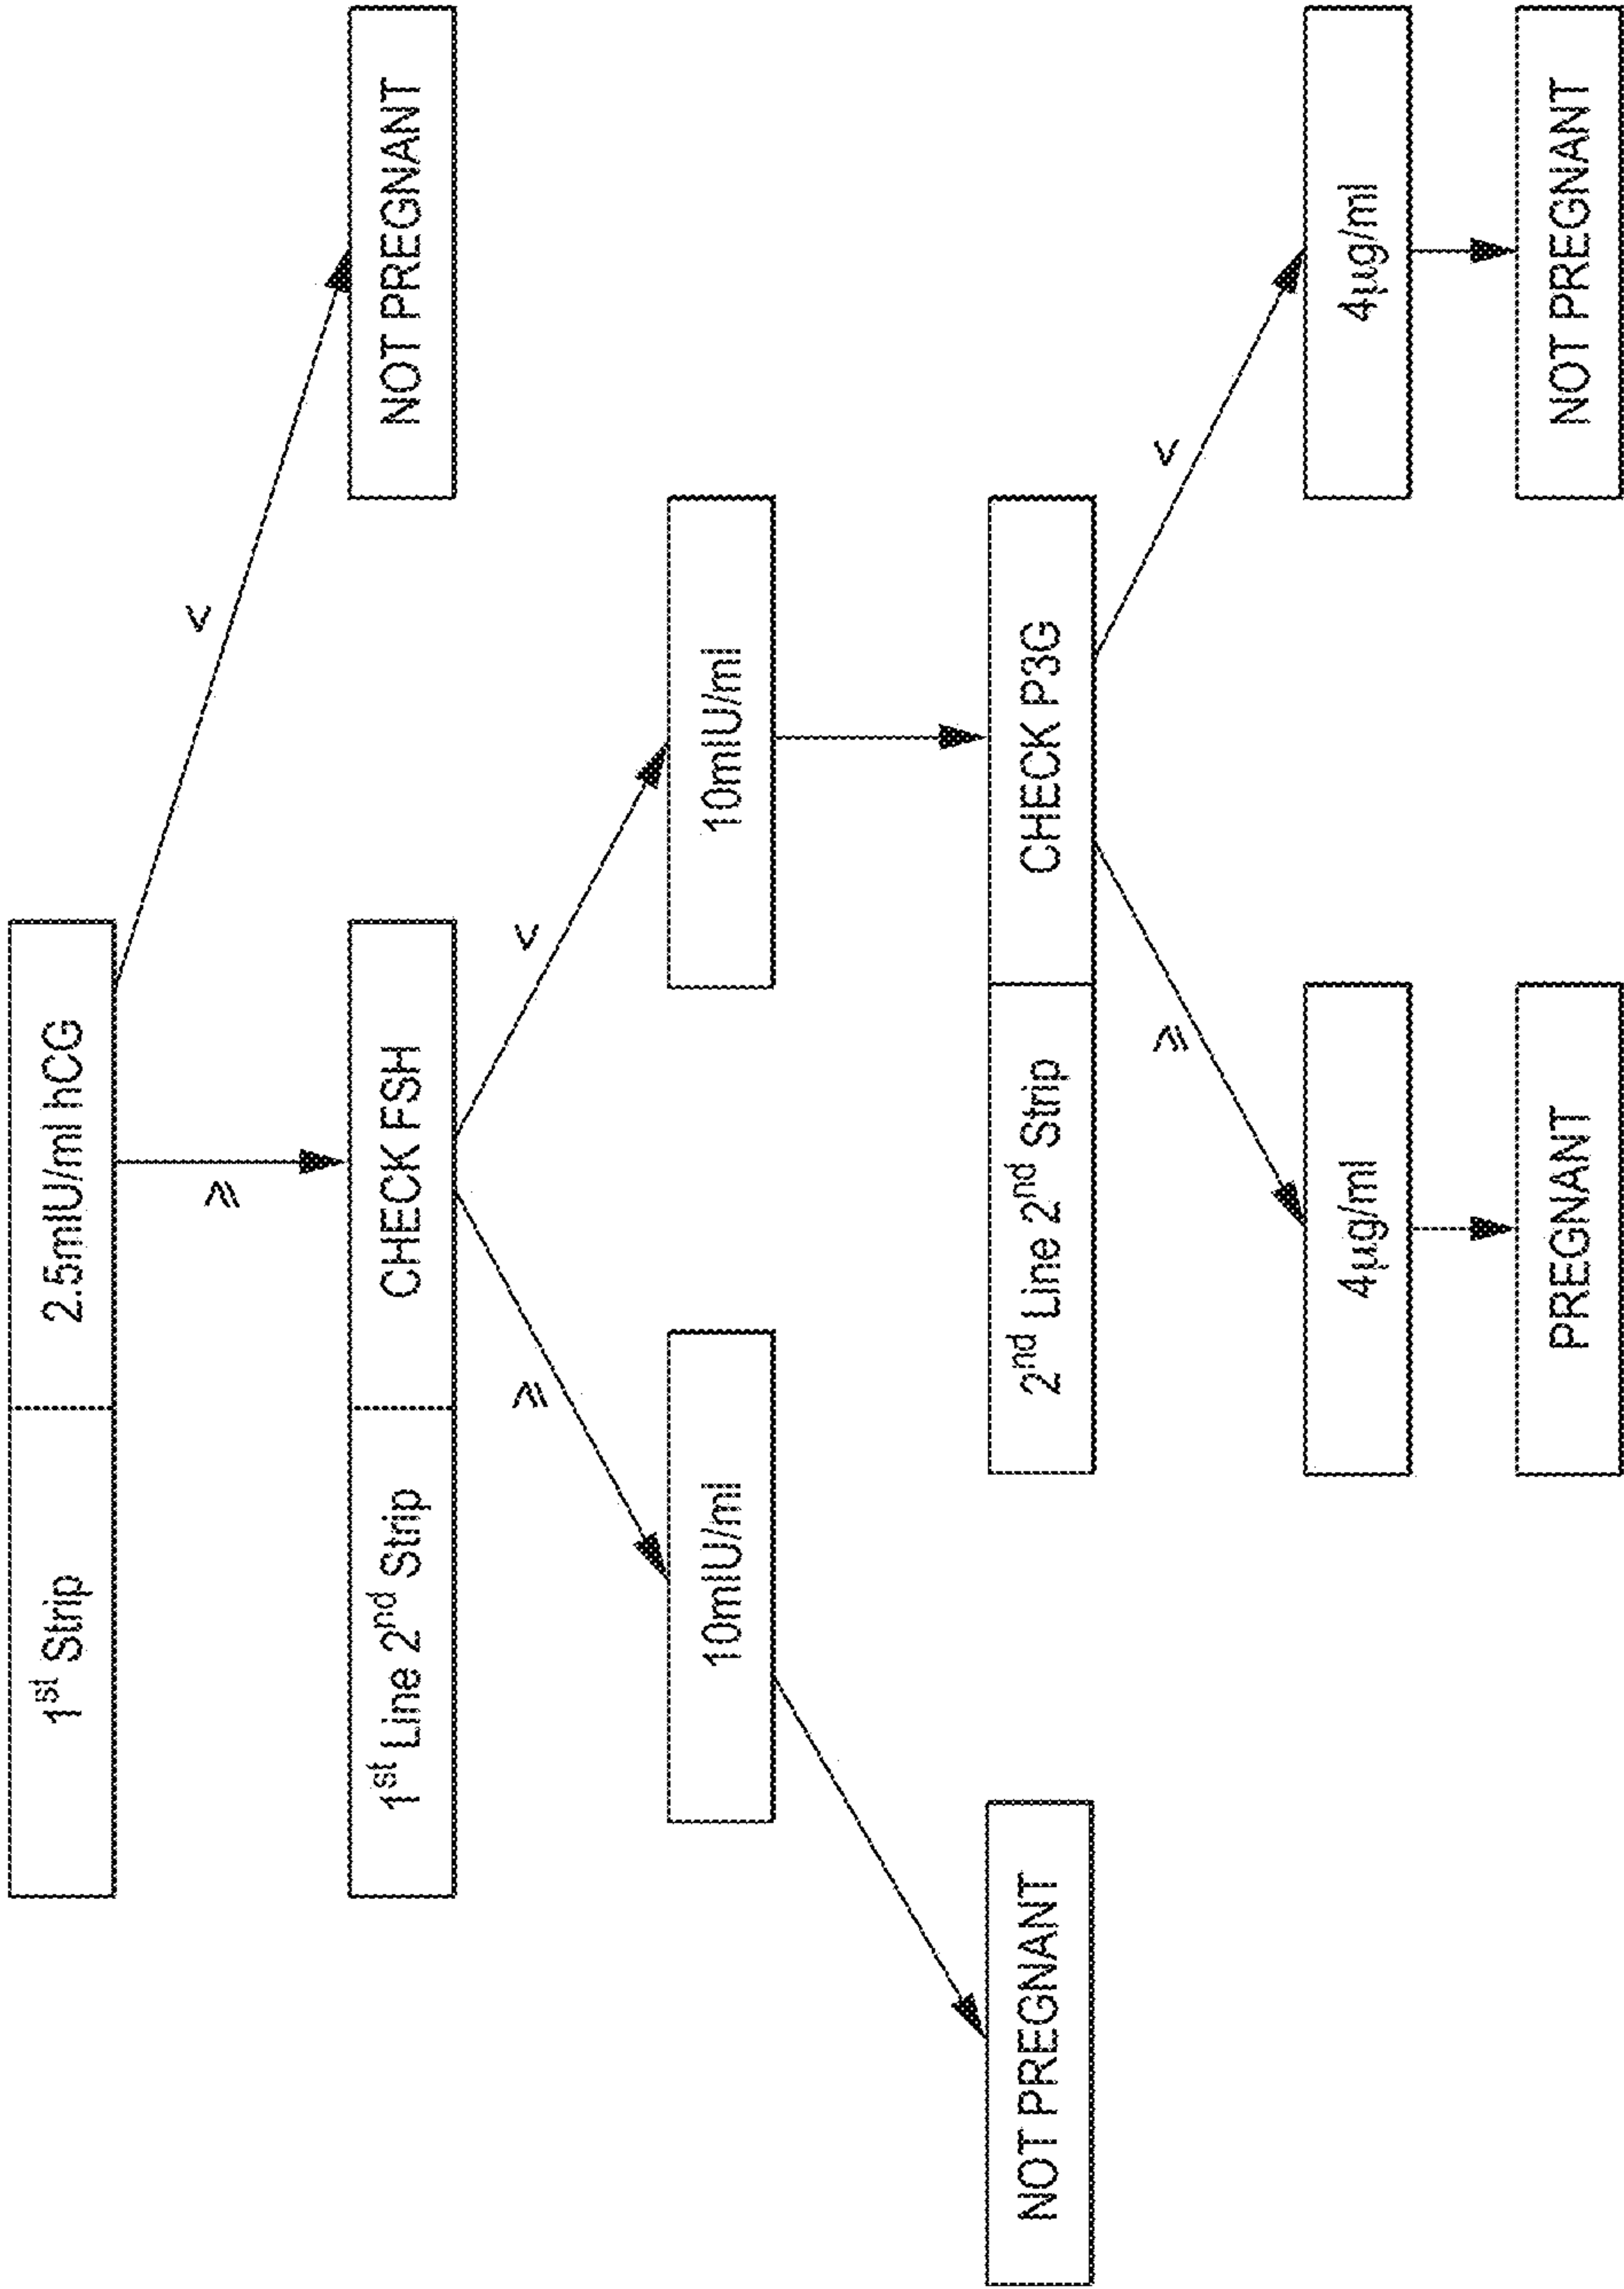 1st Strip
2.5mIU/ml hCG
≥
<
1st Line 2nd Strip
CHECK FSH
NOT PREGNANT
≥
<
10mIU/ml
10mIU/ml
NOT PREGNANT
2nd Line 2nd Strip
CHECK P3G
≥
<
4µg/ml
4µg/ml
PREGNANT
NOT PREGNANT